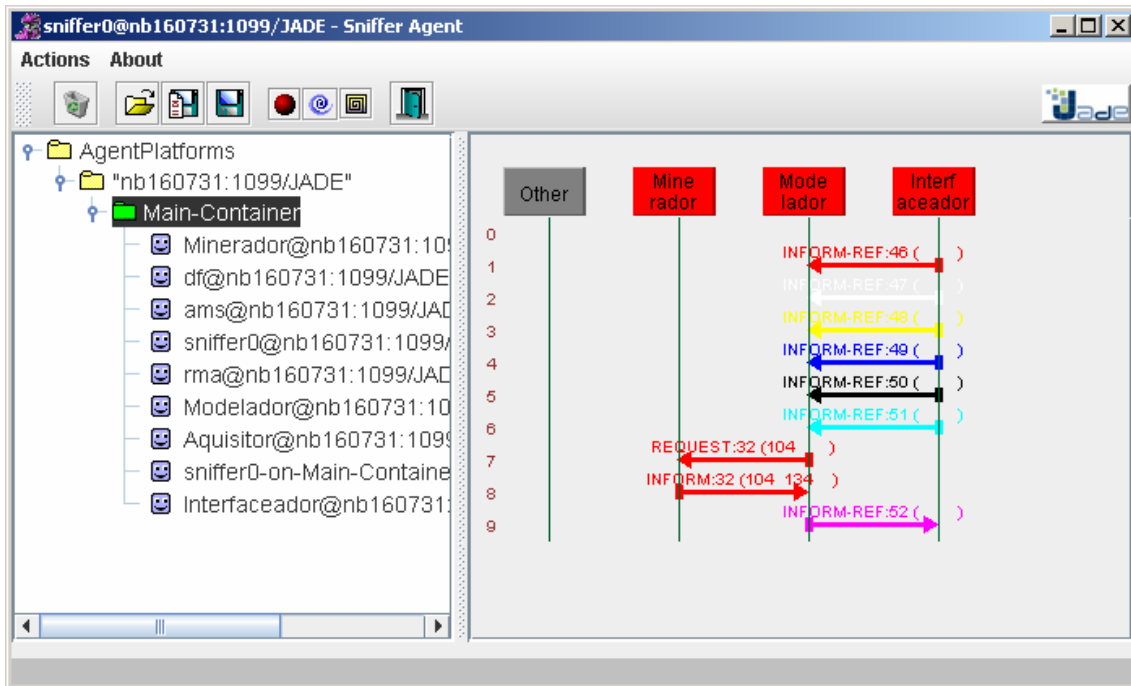 sniffer0@nb160731:1099/JADE - Sniffer Agent
Actions About
Jade
AgentPlatforms
"nb160731:1099/JADE"
Main-Container
Minerador@nb160731:10
df@nb160731:1099/JADE
ams@nb160731:1099/JAD
sniffer0@nb160731:1099/
rma@nb160731:1099/JAD
Modelador@nb160731:10
Aquisitor@nb160731:1099
sniffer0-on-Main-Containe
Interfaceador@nb160731:
Other
Mine
rador
Mode
lador
Interf
aceador
0
INFORM-REF:46 ( )
1
INFORM-REF:47 ( )
2
INFORM-REF:48 ( )
3
INFORM-REF:49 ( )
4
INFORM-REF:50 ( )
5
INFORM-REF:51 ( )
6
REQUEST:32 (104 )
7
INFORM:32 (104 134 )
8
INFORM-REF:52 ( )
9